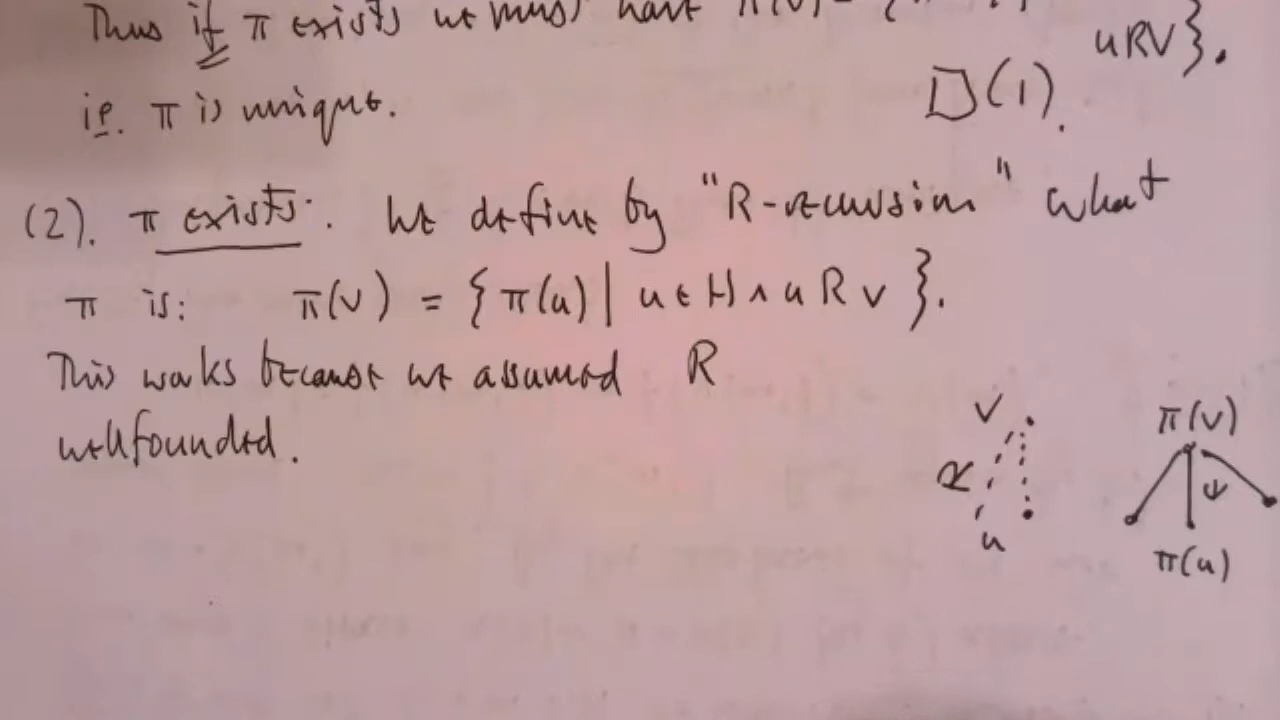 Thus if π exists we must have π(v) = {
uRv}.
ie. π is unique.
□(1).
(2). π exists. We define by "R-recursion" what
π is: π(v) = {π(u) | u ∈ H ∧ u R v}.
This works because we assumed R
wellfounded.
v
R
u
π(v)
ψ
π(u)